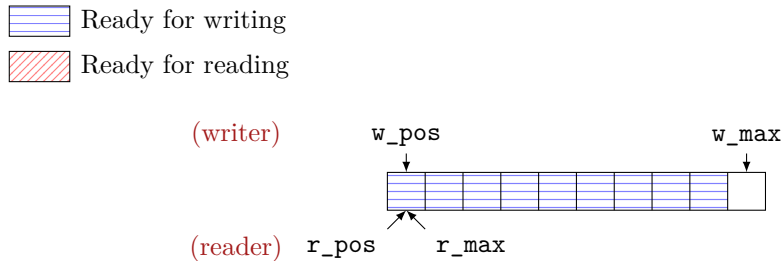 Ready for writing
Ready for reading
(writer) w_pos w_max
(reader) r_pos r_max